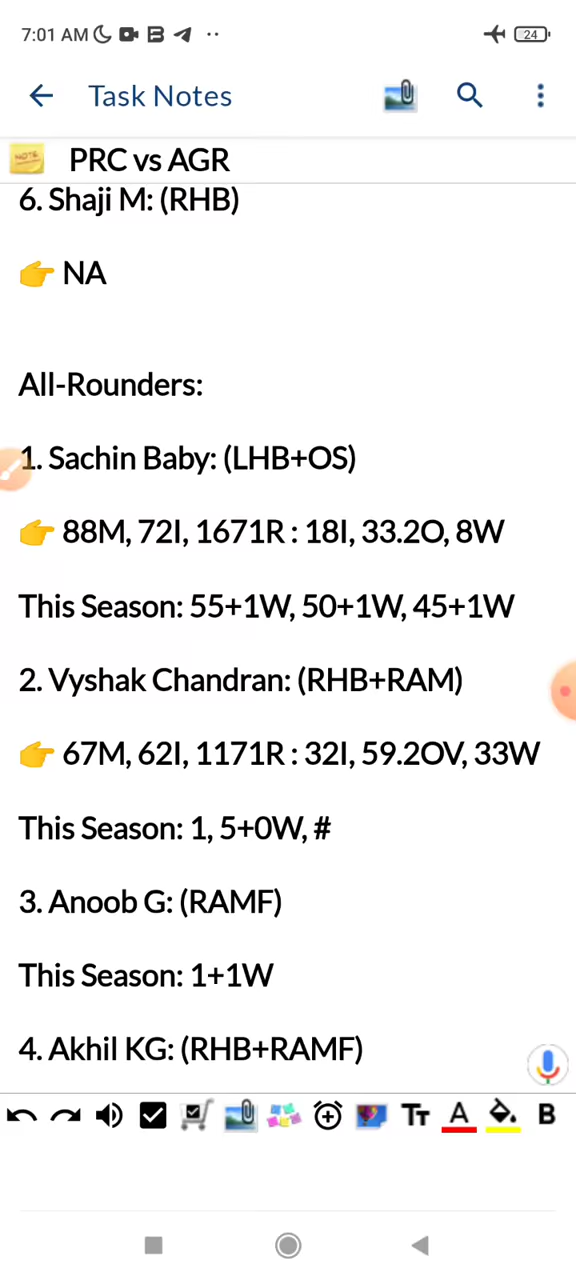 7:01 AM
24
Task Notes
PRC vs AGR
6. Shaji M: (RHB)
👉 NA
All-Rounders:
1. Sachin Baby: (LHB+OS)
👉 88M, 72I, 1671R : 18I, 33.2O, 8W
This Season: 55+1W, 50+1W, 45+1W
2. Vyshak Chandran: (RHB+RAM)
👉 67M, 62I, 1171R : 32I, 59.2OV, 33W
This Season: 1, 5+0W, #
3. Anoob G: (RAMF)
This Season: 1+1W
4. Akhil KG: (RHB+RAMF)
TT A B